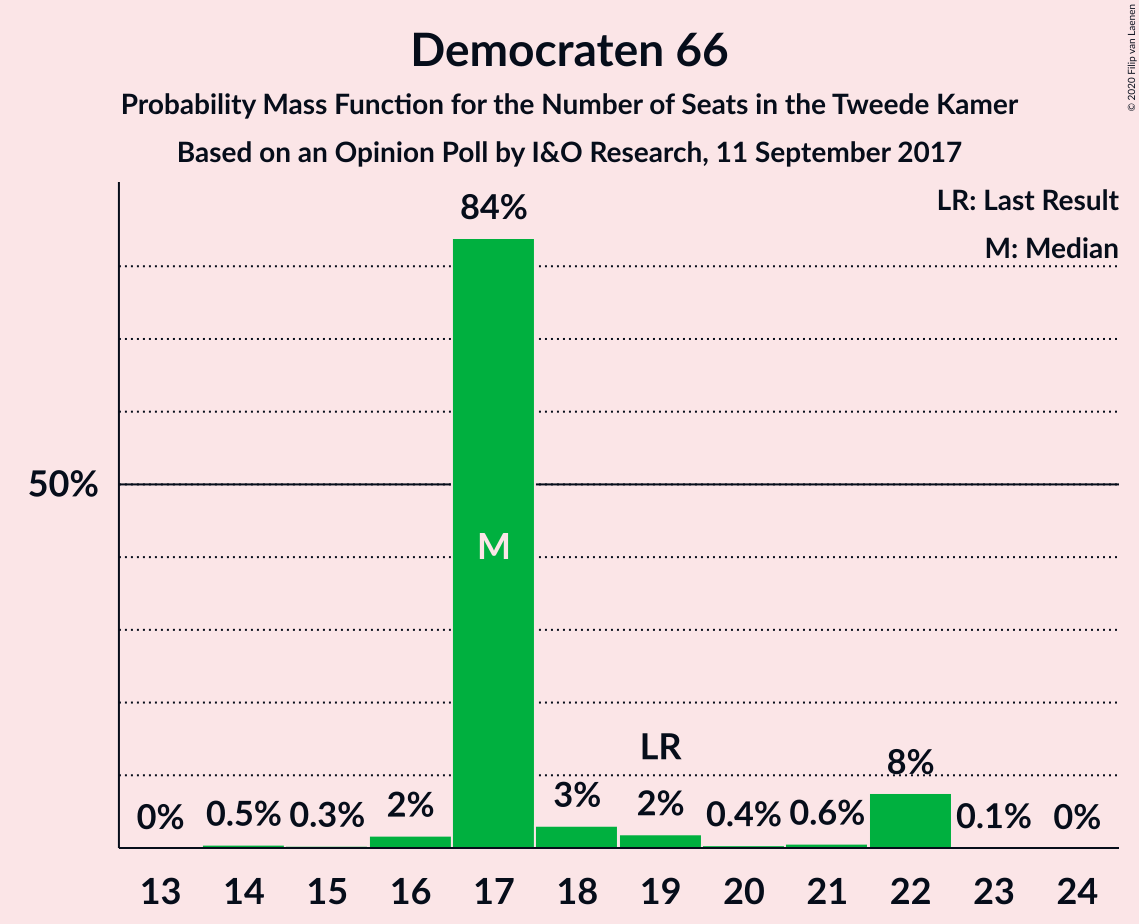 Democraten 66
Probability Mass Function for the Number of Seats in the Tweede Kamer
Based on an Opinion Poll by I&O Research, 11 September 2017
© 2020 Filip van Laenen
LR: Last Result
M: Median
84%
50%
M
LR
0% 0.5% 0.3% 2% 3% 2% 0.4% 0.6% 8% 0.1% 0%
13 14 15 16 17 18 19 20 21 22 23 24